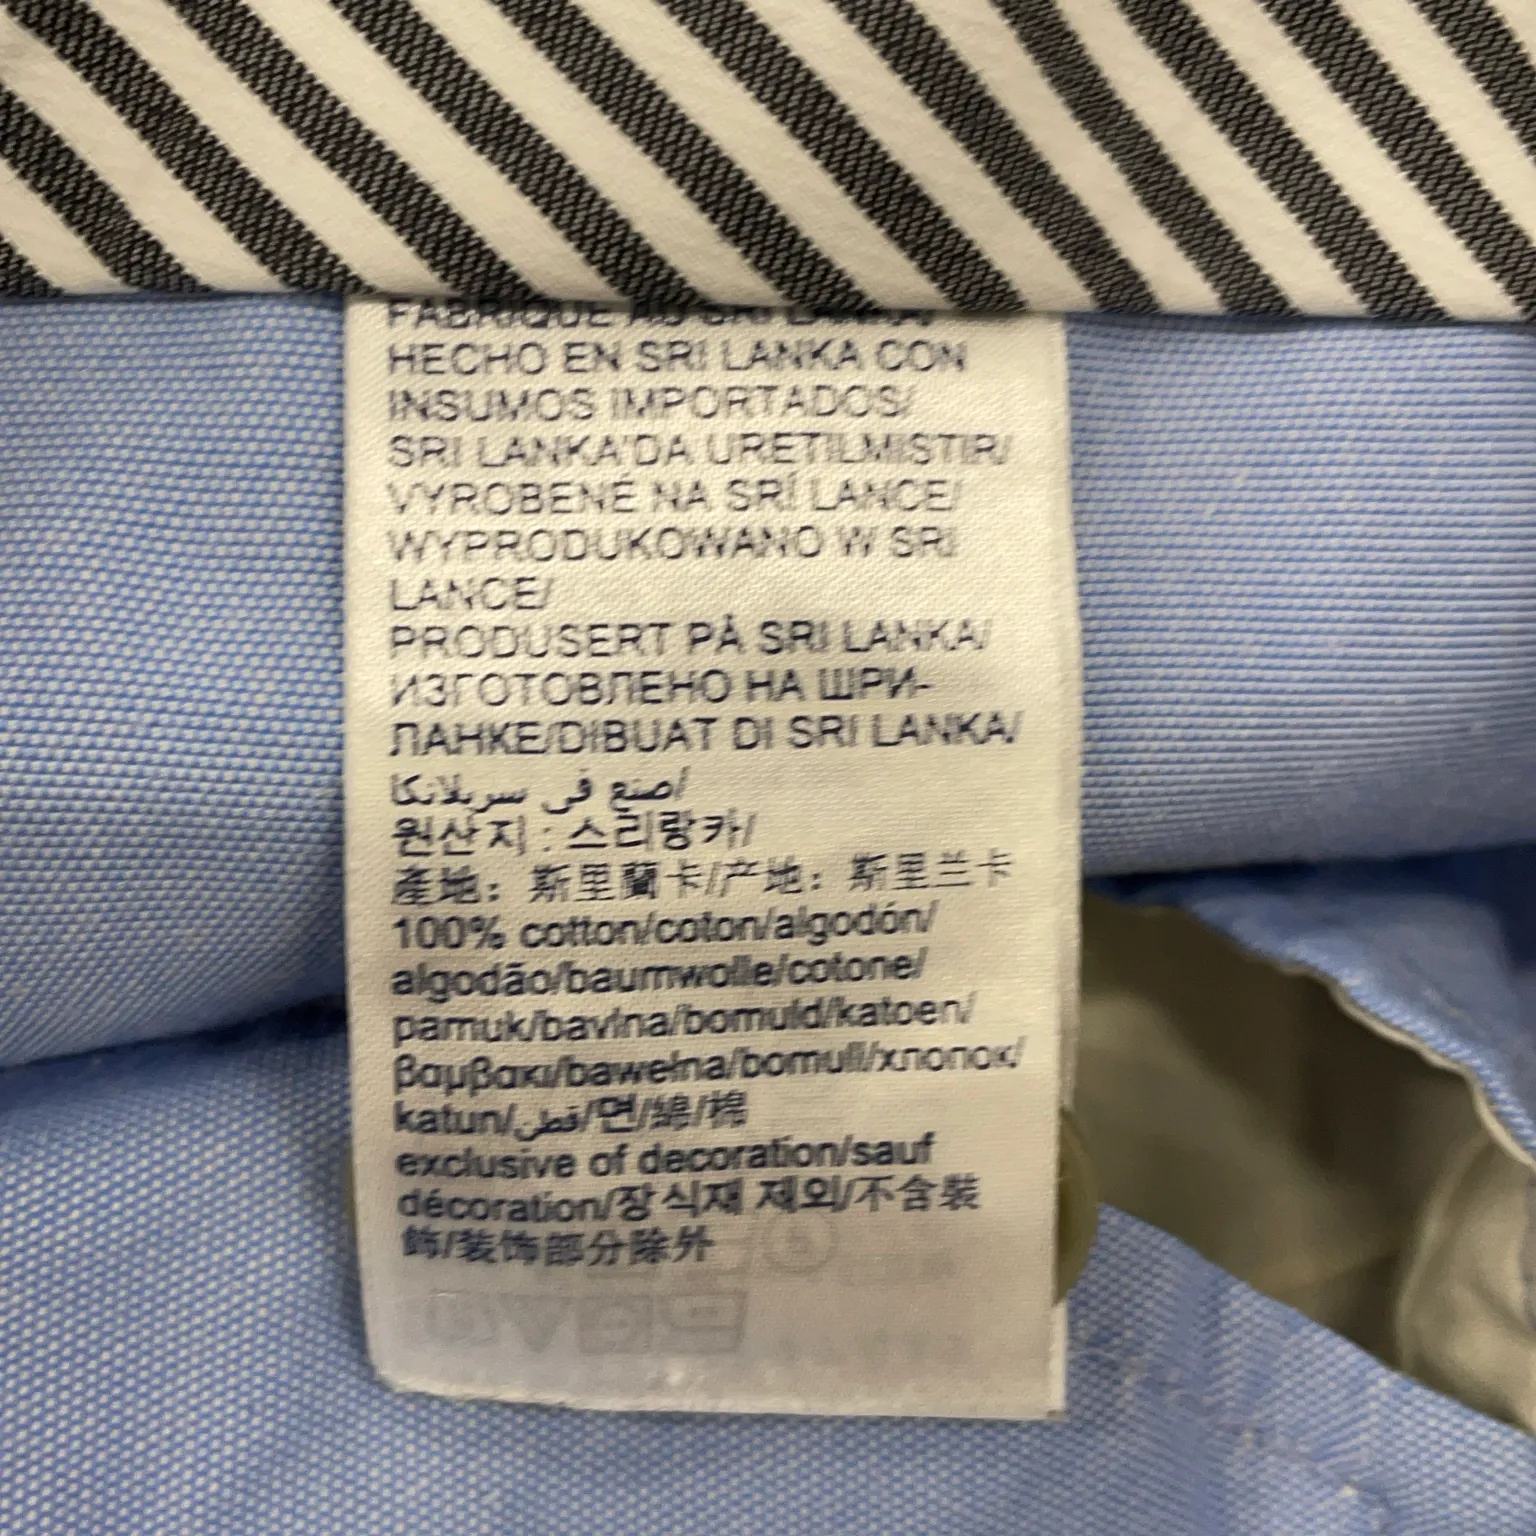 FABRIQUE AU SRI LANKA/
HECHO EN SRI LANKA CON
INSUMOS IMPORTADOS/
SRI LANKA'DA URETILMISTIR/
VYROBENÉ NA SRÍ LANCE/
WYPRODUKOWANO W SRI
LANCE/
PRODUSERT PÅ SRI LANKA/
ИЗГОТОВЛЕНО НА ШРИ-
ЛАНКЕ/DIBUAT DI SRI LANKA/
صنع في سريلانكا/
원산지 : 스리랑카/
產地：斯里蘭卡/产地：斯里兰卡
100% cotton/coton/algodón/
algodão/baumwolle/cotone/
pamuk/bavlna/bomuld/katoen/
βαμβακι/bawełna/bomull/хлопок/
katun/قطن/면/綿/棉
exclusive of decoration/sauf
décoration/장식재 제외/不含裝
飾/装饰部分除外